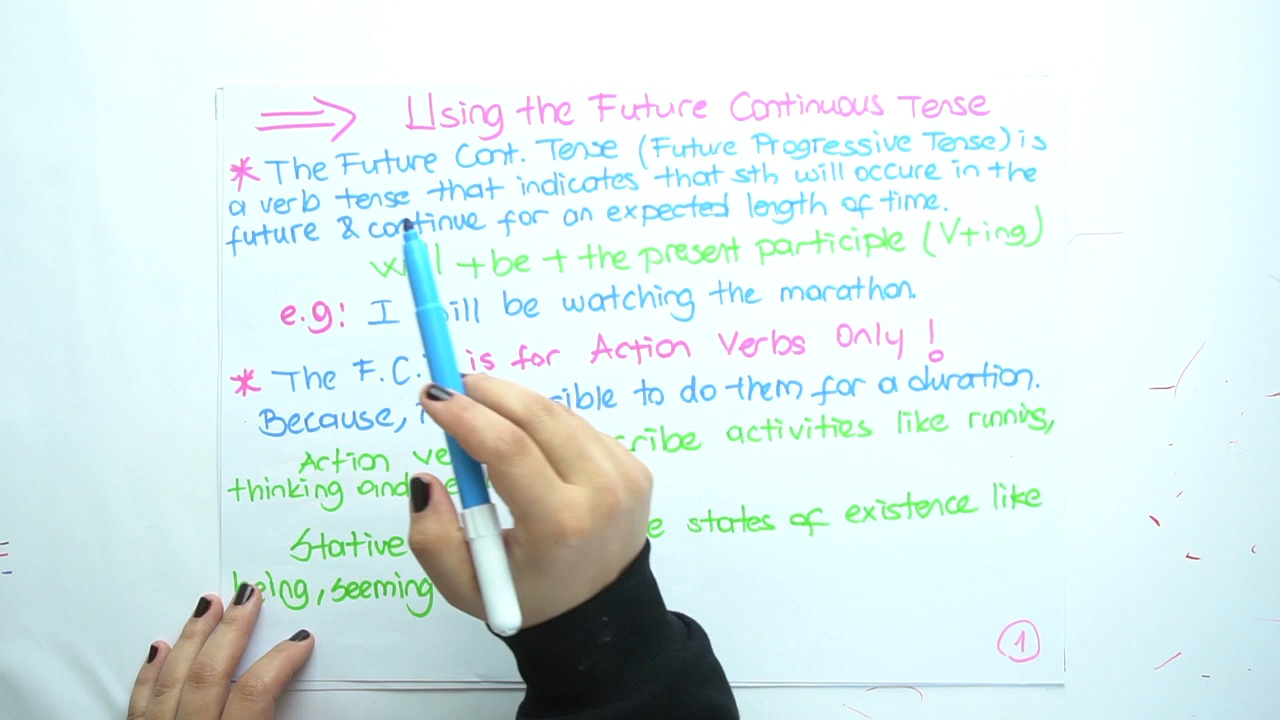 Using the Future Continuous Tense
* The Future Cont. Tense (Future Progressive Tense) is
a verb tense that indicates that sth will occure in the
future & continue for an expected length of time.
will + be + the present participle (V+ing)
e.g: I will be watching the marathon.
* The F.C. is for Action Verbs Only!
Because, to do them for a duration.
Action activities like running,
thinking and
Stative states of existence like
being, seeming
1